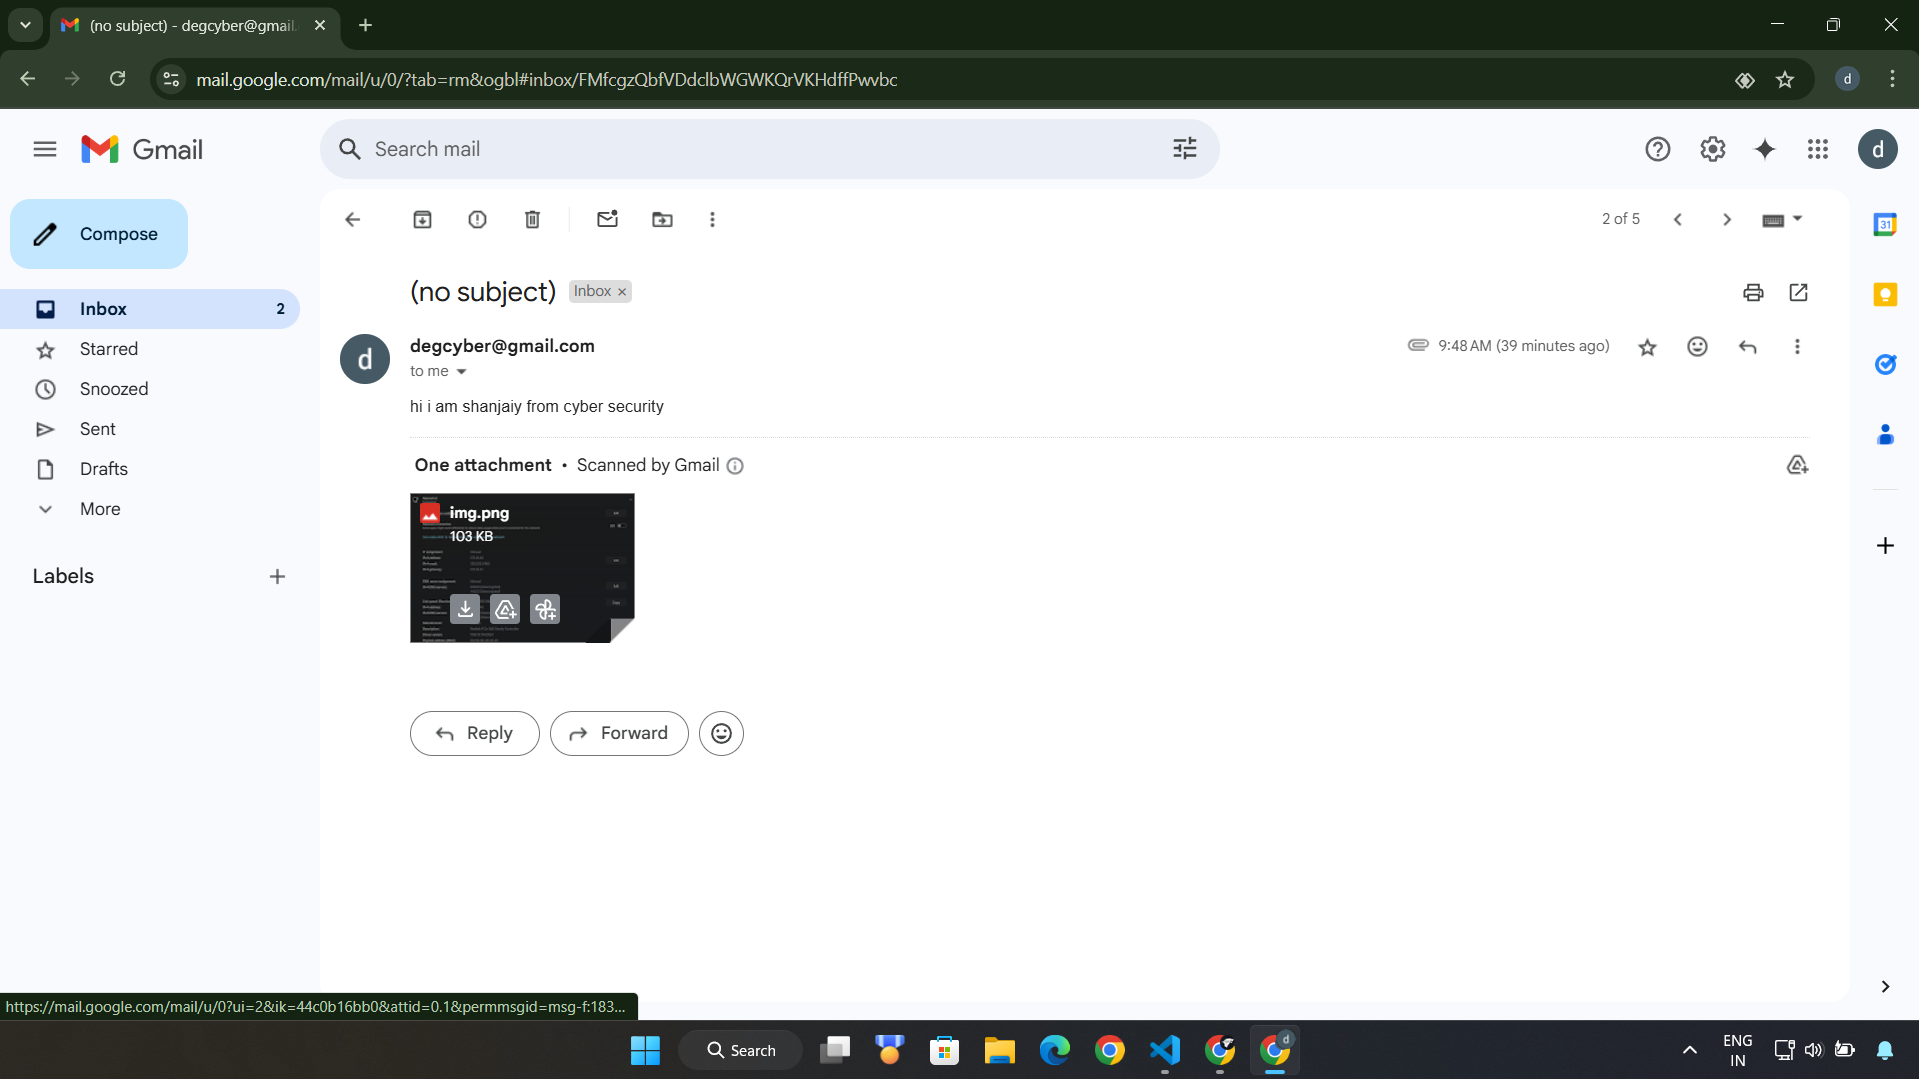 (no subject) - degcyber@gmail.
mail.google.com/mail/u/0/?tab=rm&ogbl#inbox/FMfcgzQbfVDdclbWGWKQrVKHdffPwvbc
d
Gmail
Search mail
d
Compose
2 of 5
31
(no subject)
Inbox ×
Inbox
2
Starred
degcyber@gmail.com
9:48 AM (39 minutes ago)
d
to me
Snoozed
hi i am shanjaiy from cyber security
Sent
Drafts
One attachment • Scanned by Gmail
More
img.png
103 KB
Labels
Reply
Forward
https://mail.google.com/mail/u/0?ui=2&ik=44c0b16bb0&attid=0.1&permmsgid=msg-f:183...
Search
d
ENG
IN